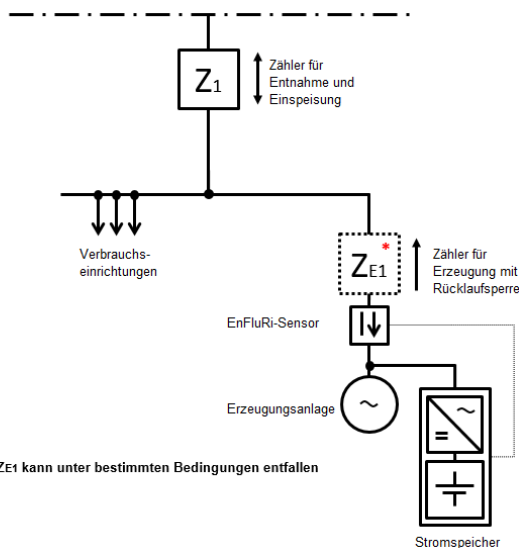 Z1
Zähler für
Entnahme und
Einspeisung
Verbrauchs-
einrichtungen
ZE1 *
Zähler für
Erzeugung mit
Rücklaufsperre
EnFluRi-Sensor
Erzeugungsanlage
~
~
=
ZE1 kann unter bestimmten Bedingungen entfallen
Stromspeicher